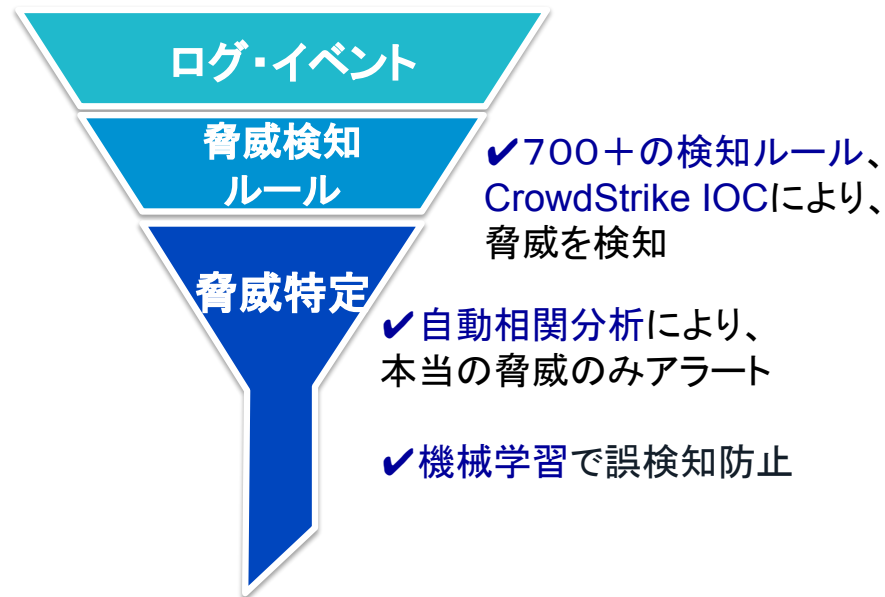 ログ・イベント
脅威検知
ルール
✔７００＋の検知ルール、
CrowdStrike IOCにより、
脅威を検知
脅威特定
✔自動相関分析により、
本当の脅威のみアラート
✔機械学習で誤検知防止